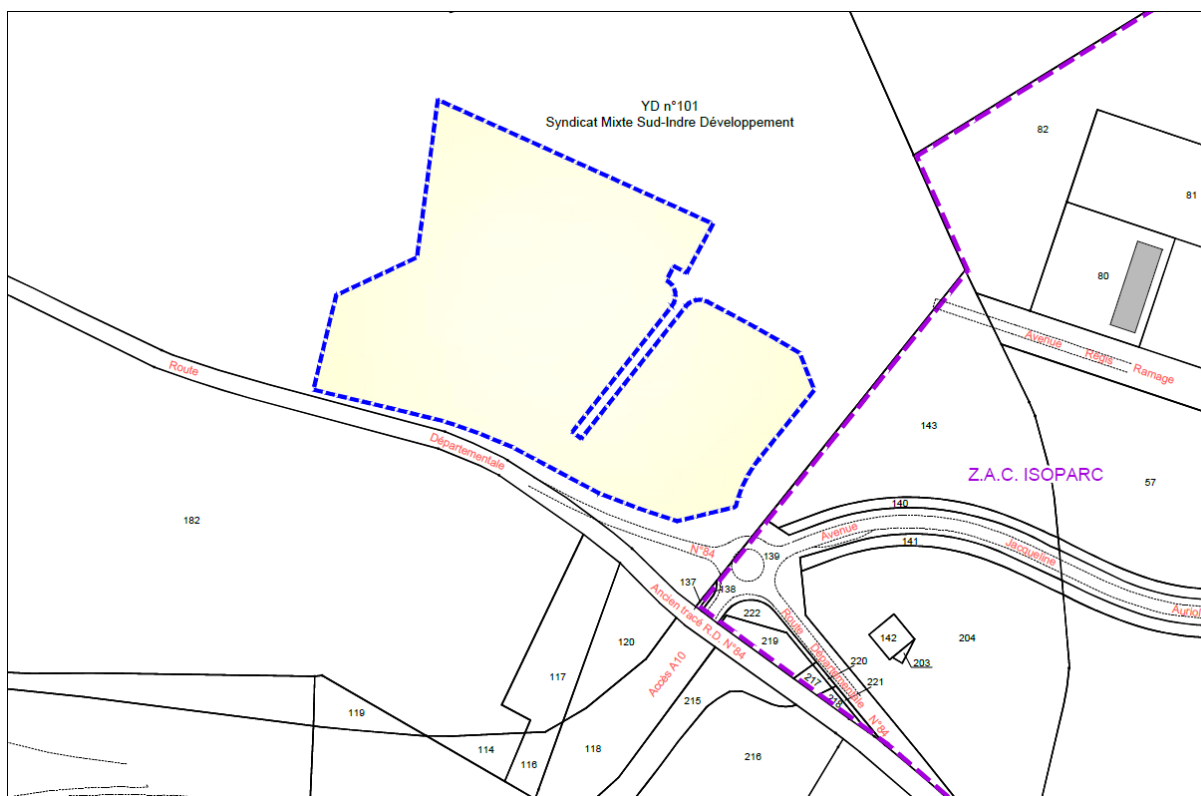 YD n°101
Syndicat Mixte Sud-Indre Développement
82
81
80
Avenue Régis Ramage
Route
Départementale
N°84
143
Z.A.C. ISOPARC
57
182
140
Avenue Jacqueline Auriol
141
139
137
138
Ancien tracé R.D. N°84
222
219
Route Départementale N°84
142
203
204
220
221
217
218
120
117
Accès A10
215
119
114
116
118
216